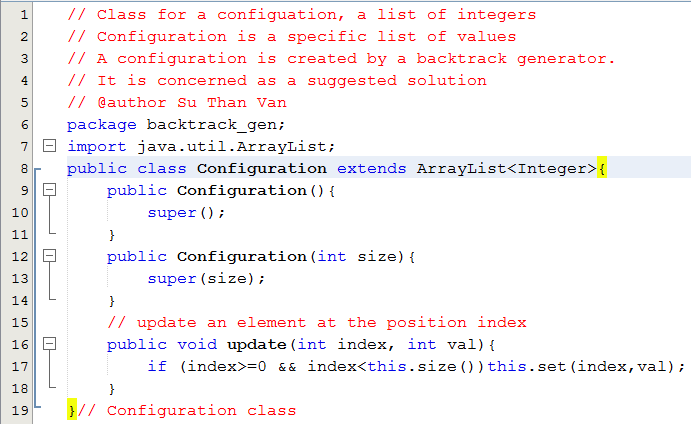 1 // Class for a configuation, a list of integers
2 // Configuration is a specific list of values
3 // A configuration is created by a backtrack generator.
4 // It is concerned as a suggested solution
5 // @author Su Than Van
6 package backtrack_gen;
7 import java.util.ArrayList;
8 public class Configuration extends ArrayList<Integer>{
9 public Configuration(){
10 super();
11 }
12 public Configuration(int size){
13 super(size);
14 }
15 // update an element at the position index
16 public void update(int index, int val){
17 if (index>=0 && index<this.size())this.set(index,val);
18 }
19 }// Configuration class